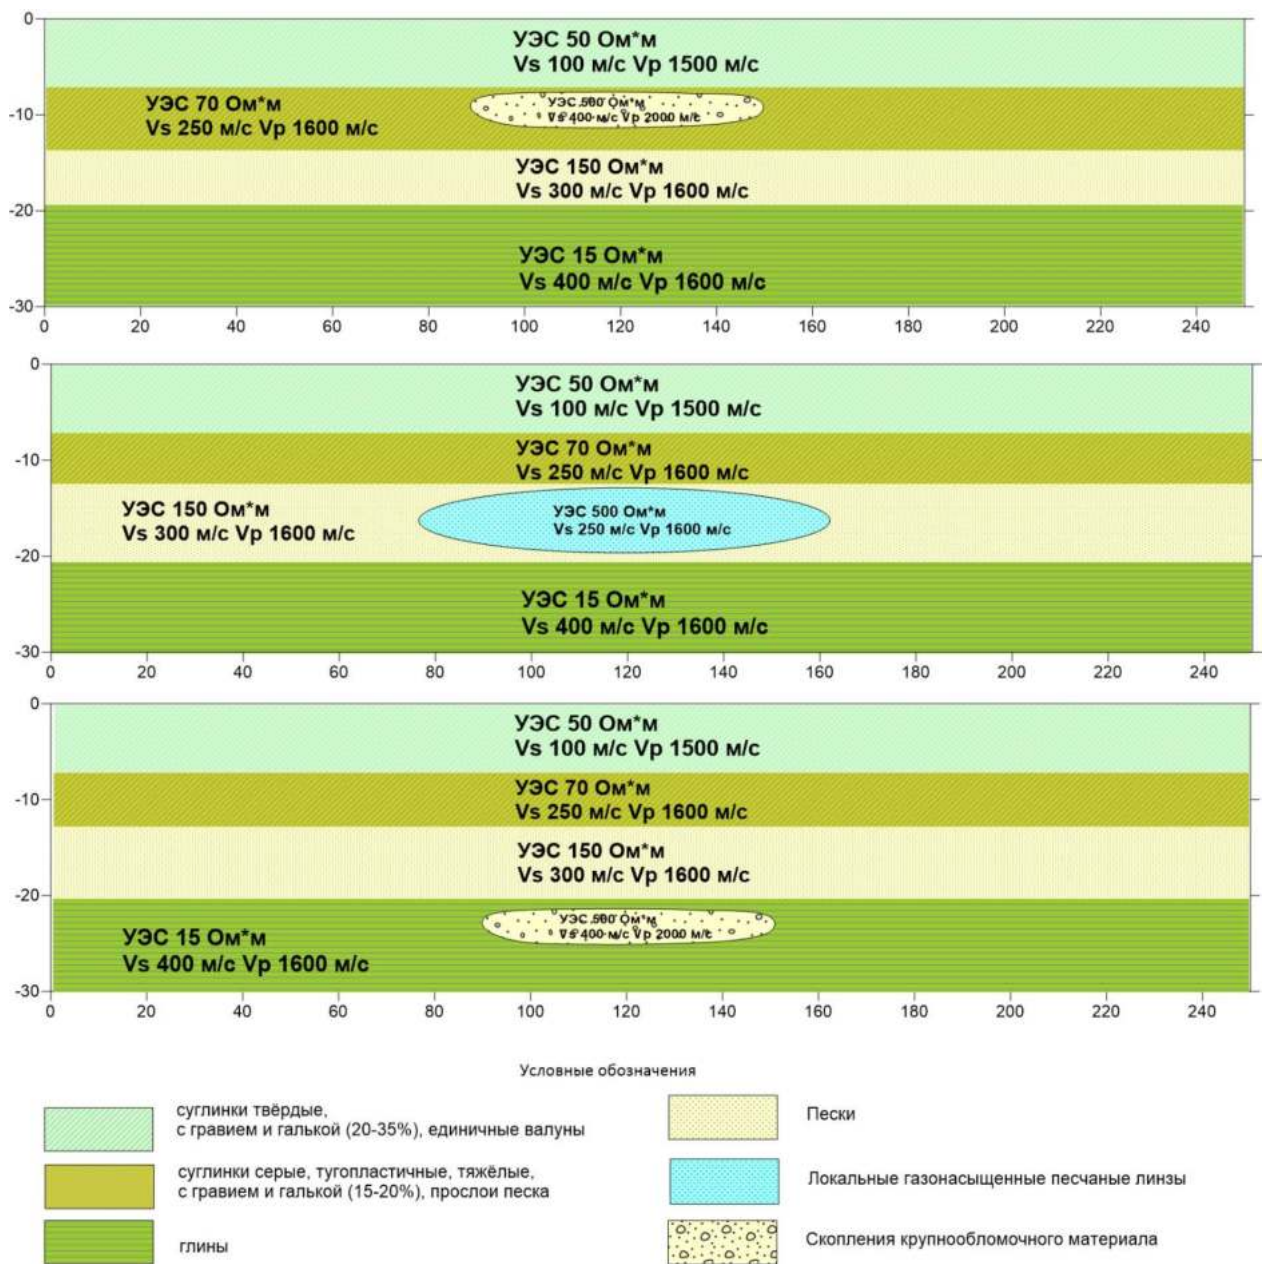 0
УЭС 50 Ом*м
Vs 100 м/с Vp 1500 м/с
УЭС 70 Ом*м
Vs 250 м/с Vp 1600 м/с
УЭС 500 Ом*м
Vs 400 м/с Vp 2000 м/с
-10
УЭС 150 Ом*м
Vs 300 м/с Vp 1600 м/с
-20
УЭС 15 Ом*м
Vs 400 м/с Vp 1600 м/с
-30
0 20 40 60 80 100 120 140 160 180 200 220 240
0
УЭС 50 Ом*м
Vs 100 м/с Vp 1500 м/с
УЭС 70 Ом*м
Vs 250 м/с Vp 1600 м/с
-10
УЭС 150 Ом*м
Vs 300 м/с Vp 1600 м/с
УЭС 500 Ом*м
Vs 250 м/с Vp 1600 м/с
-20
УЭС 15 Ом*м
Vs 400 м/с Vp 1600 м/с
-30
0 20 40 60 80 100 120 140 160 180 200 220 240
0
УЭС 50 Ом*м
Vs 100 м/с Vp 1500 м/с
УЭС 70 Ом*м
Vs 250 м/с Vp 1600 м/с
-10
УЭС 150 Ом*м
Vs 300 м/с Vp 1600 м/с
-20
УЭС 500 Ом*м
Vs 400 м/с Vp 2000 м/с
УЭС 15 Ом*м
Vs 400 м/с Vp 1600 м/с
-30
0 20 40 60 80 100 120 140 160 180 200 220 240
Условные обозначения
суглинки твёрдые,
с гравием и галькой (20-35%), единичные валуны
суглинки серые, тугопластичные, тяжёлые,
с гравием и галькой (15-20%), прослои песка
глины
Пески
Локальные газонасыщенные песчаные линзы
Скопления крупнообломочного материала